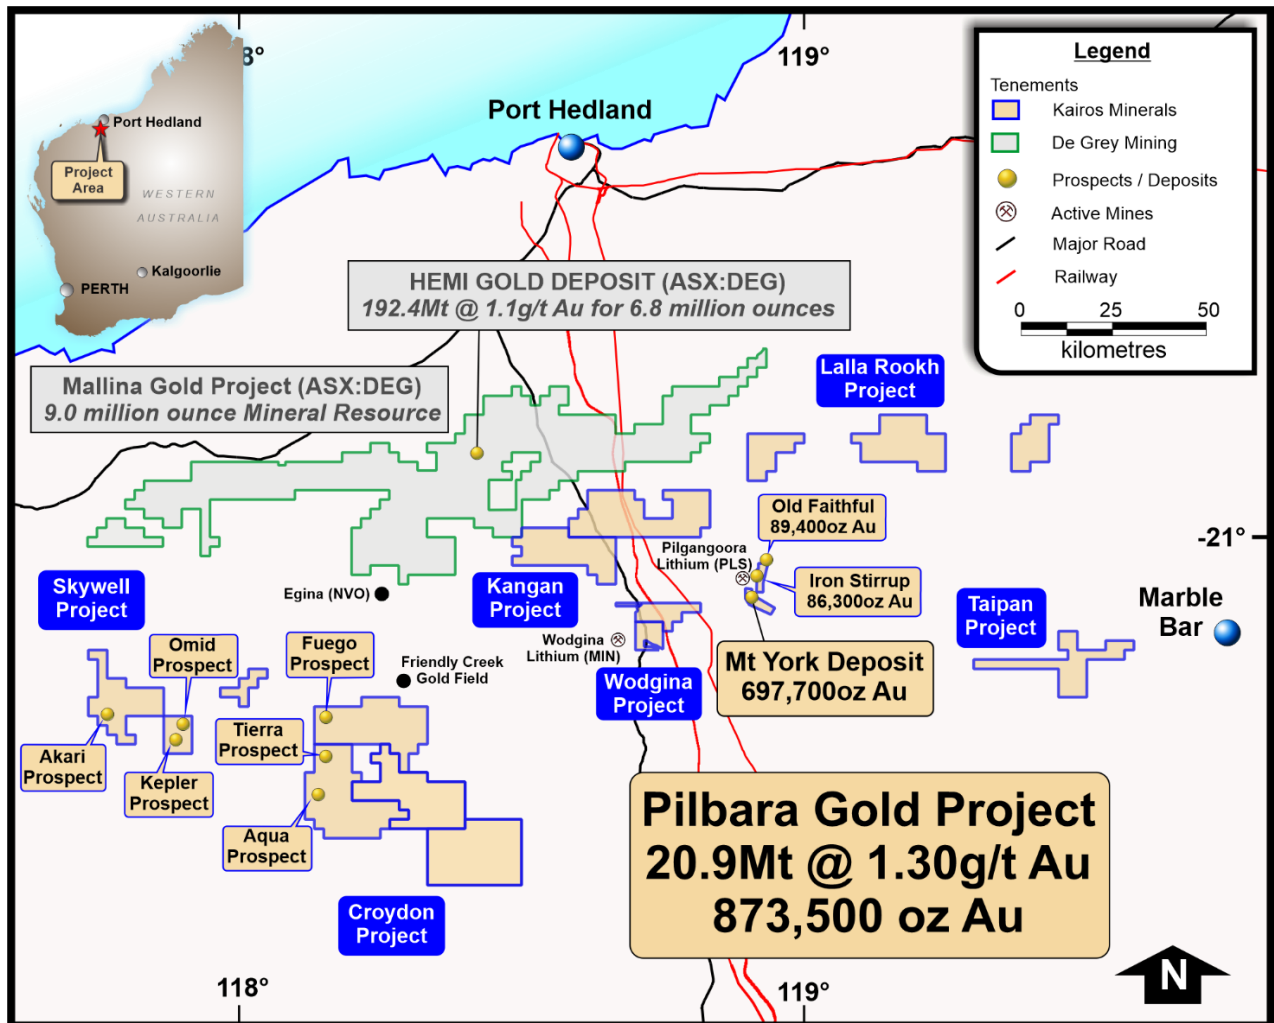 8°
119°
Port Hedland
Port Hedland
Project
Area
WESTERN
AUSTRALIA
Kalgoorlie
PERTH
Legend
Tenements
Kairos Minerals
De Grey Mining
Prospects / Deposits
Active Mines
Major Road
Railway
0 25 50
kilometres
HEMI GOLD DEPOSIT (ASX:DEG)
192.4Mt @ 1.1g/t Au for 6.8 million ounces
Mallina Gold Project (ASX:DEG)
9.0 million ounce Mineral Resource
Lalla Rookh
Project
Old Faithful
89,400oz Au
-21°
Pilgangoora
Lithium (PLS)
Iron Stirrup
86,300oz Au
Skywell
Project
Egina (NVO)
Kangan
Project
Taipan
Project
Marble
Bar
Omid
Prospect
Fuego
Prospect
Friendly Creek
Gold Field
Wodgina
Lithium (MIN)
Wodgina
Project
Mt York Deposit
697,700oz Au
Akari
Prospect
Kepler
Prospect
Tierra
Prospect
Aqua
Prospect
Croydon
Project
Pilbara Gold Project
20.9Mt @ 1.30g/t Au
873,500 oz Au
118°
119°
N